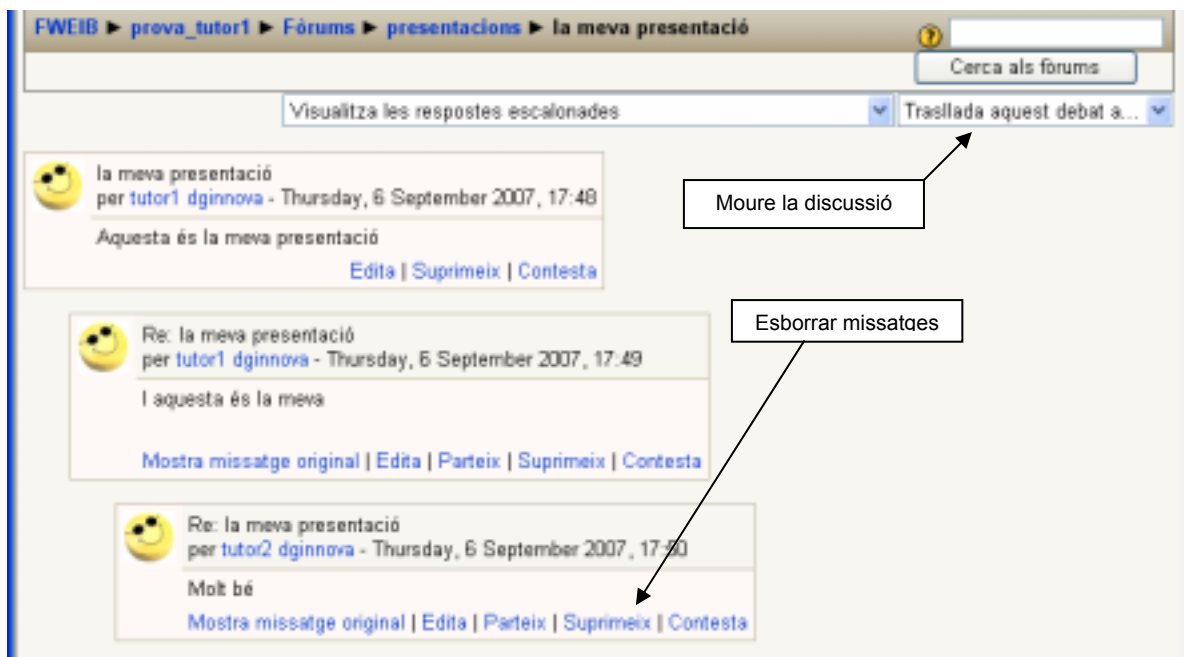 FWEIB ► prova_tutor1 ► Fòrums ► presentacions ► la meva presentació
Cerca als fòrums
Visualitza les respostes escalonades
Trasllada aquest debat a...
la meva presentació
per tutor1 dginnova - Thursday, 6 September 2007, 17:48
Moure la discussió
Aquesta és la meva presentació
Edita | Suprimeix | Contesta
Esborrar missatges
Re: la meva presentació
per tutor1 dginnova - Thursday, 6 September 2007, 17:49
I aquesta és la meva
Mostra missatge original | Edita | Parteix | Suprimeix | Contesta
Re: la meva presentació
per tutor2 dginnova - Thursday, 6 September 2007, 17:50
Molt bé
Mostra missatge original | Edita | Parteix | Suprimeix | Contesta